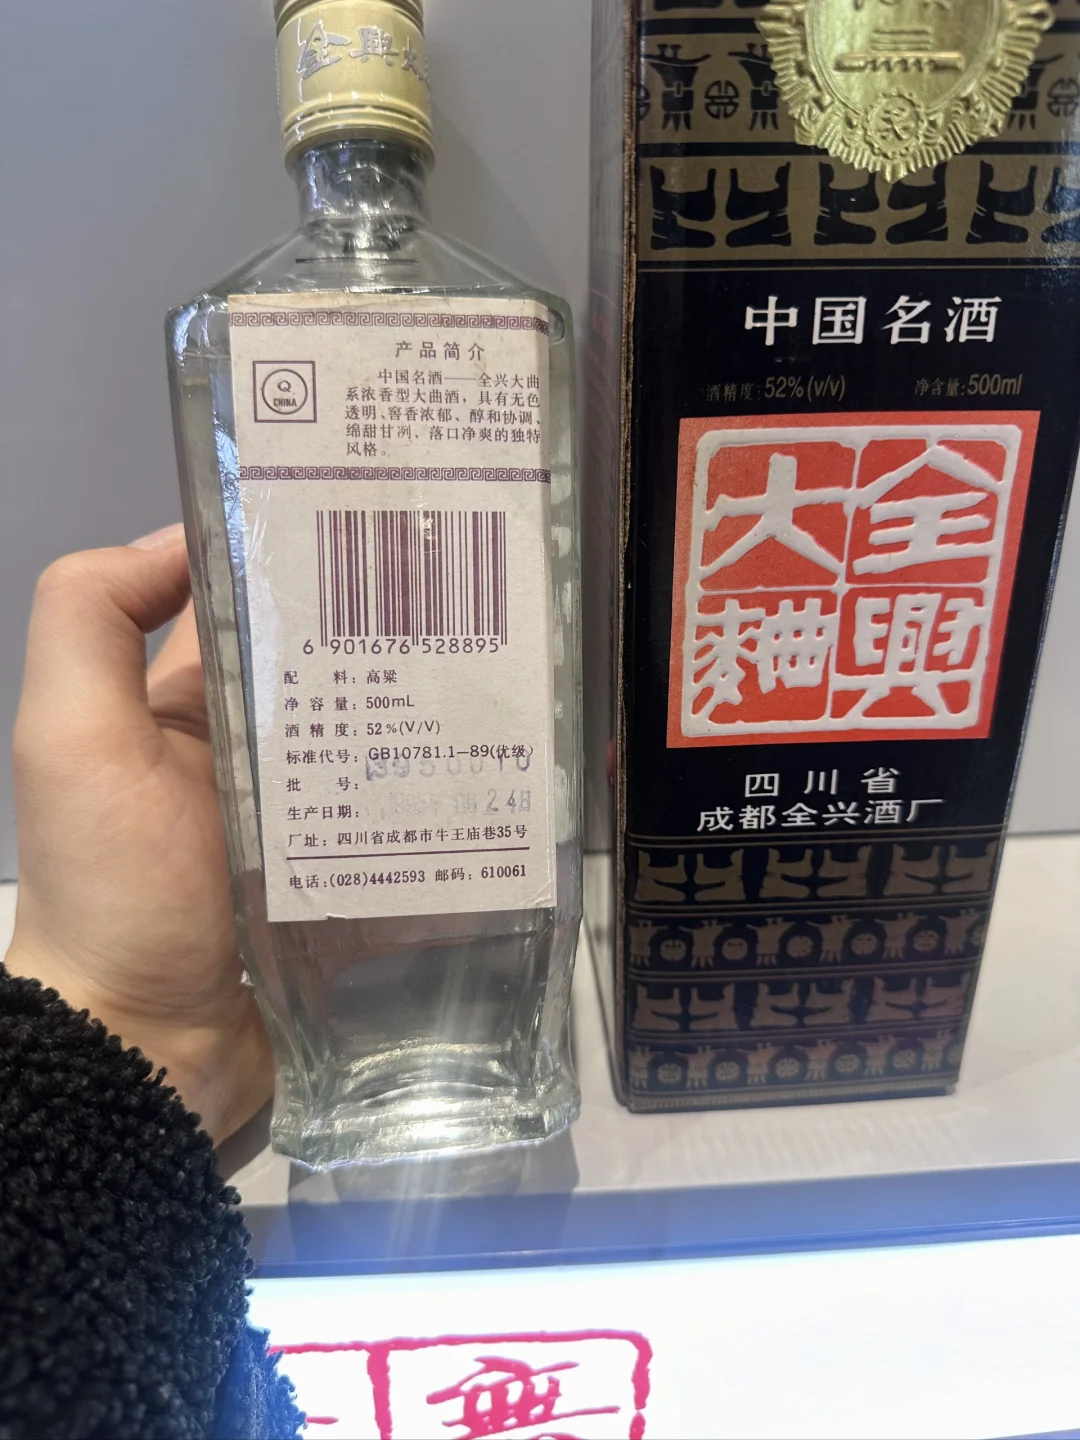 全興大
产品简介
Q
CHINA
中国名酒——全兴大曲
系浓香型大曲酒，具有无色
透明、窖香浓郁、醇和协调、
绵甜甘冽、落口净爽的独特
风格。
6 901676 528895
配 料：高粱
净 容 量：500mL
酒 精 度：52%(V/V)
标准代号：GB10781.1—89(优级)
批 号：
生产日期：
厂址：四川省成都市牛王庙巷35号
电话：(028)4442593 邮码：610061
中国名酒
酒精度：52%(v/v) 净含量：500ml
全興大麯
四川省
成都全兴酒厂